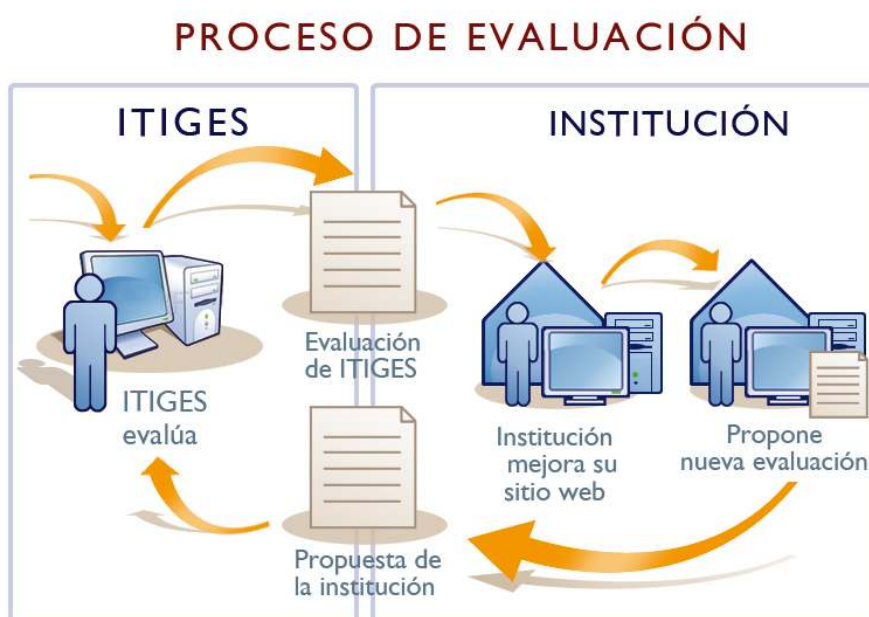 PROCESO DE EVALUACIÓN
ITIGES
INSTITUCIÓN
Evaluación
de ITIGES
ITIGES
evalúa
Institución
mejora su
sitio web
Propone
nueva evaluación
Propuesta de
la institución